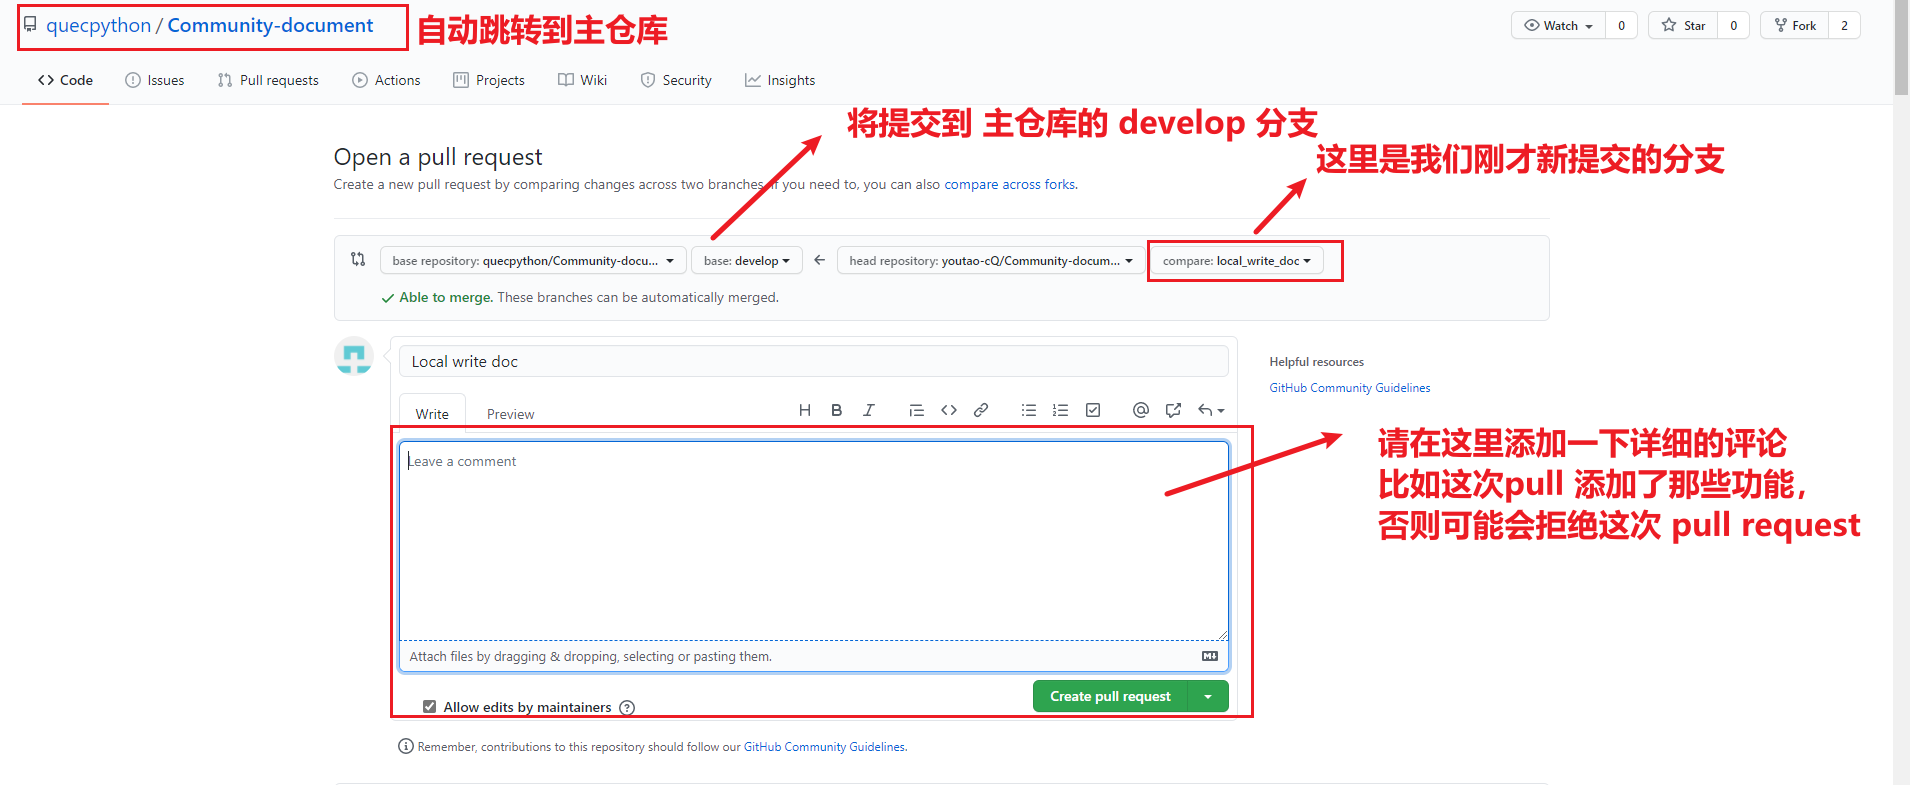 quecpython / Community-document
自动跳转到主仓库
Watch 0
Star 0
Fork 2
Code
Issues
Pull requests
Actions
Projects
Wiki
Security
Insights
将提交到 主仓库的 develop 分支
这里是我们刚才新提交的分支
Open a pull request
Create a new pull request by comparing changes across two branches. If you need to, you can also compare across forks.
base repository: quecpython/Community-docu...
base: develop
head repository: youtao-cQ/Community-docum...
compare: local_write_doc
Able to merge. These branches can be automatically merged.
Local write doc
Helpful resources
GitHub Community Guidelines
Write
Preview
Leave a comment
请在这里添加一下详细的评论
比如这次pull 添加了那些功能，
否则可能会拒绝这次 pull request
Attach files by dragging & dropping, selecting or pasting them.
Allow edits by maintainers
Create pull request
Remember, contributions to this repository should follow our GitHub Community Guidelines.